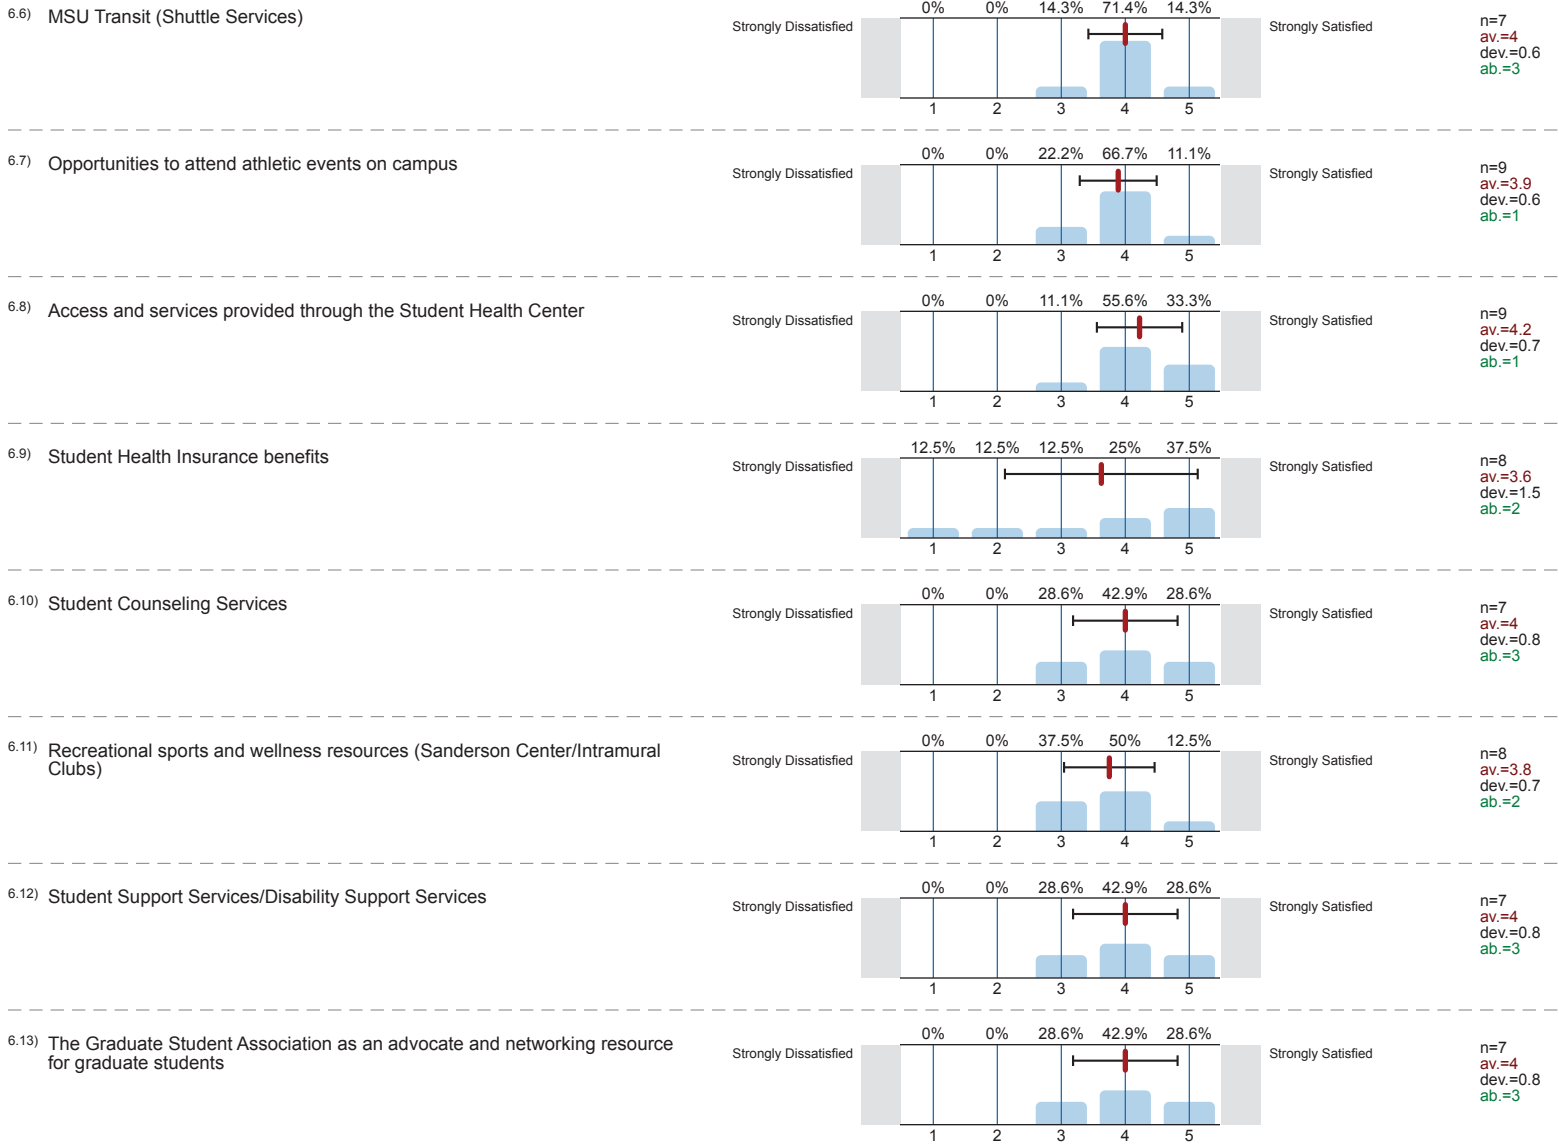 6.6) MSU Transit (Shuttle Services)
0% 0% 14.3% 71.4% 14.3%
Strongly Dissatisfied Strongly Satisfied
1 2 3 4 5
n=7
av.=4
dev.=0.6
ab.=3
6.7) Opportunities to attend athletic events on campus
0% 0% 22.2% 66.7% 11.1%
Strongly Dissatisfied Strongly Satisfied
1 2 3 4 5
n=9
av.=3.9
dev.=0.6
ab.=1
6.8) Access and services provided through the Student Health Center
0% 0% 11.1% 55.6% 33.3%
Strongly Dissatisfied Strongly Satisfied
1 2 3 4 5
n=9
av.=4.2
dev.=0.7
ab.=1
6.9) Student Health Insurance benefits
12.5% 12.5% 12.5% 25% 37.5%
Strongly Dissatisfied Strongly Satisfied
1 2 3 4 5
n=8
av.=3.6
dev.=1.5
ab.=2
6.10) Student Counseling Services
0% 0% 28.6% 42.9% 28.6%
Strongly Dissatisfied Strongly Satisfied
1 2 3 4 5
n=7
av.=4
dev.=0.8
ab.=3
6.11) Recreational sports and wellness resources (Sanderson Center/Intramural
Clubs)
0% 0% 37.5% 50% 12.5%
Strongly Dissatisfied Strongly Satisfied
1 2 3 4 5
n=8
av.=3.8
dev.=0.7
ab.=2
6.12) Student Support Services/Disability Support Services
0% 0% 28.6% 42.9% 28.6%
Strongly Dissatisfied Strongly Satisfied
1 2 3 4 5
n=7
av.=4
dev.=0.8
ab.=3
6.13) The Graduate Student Association as an advocate and networking resource
for graduate students
0% 0% 28.6% 42.9% 28.6%
Strongly Dissatisfied Strongly Satisfied
1 2 3 4 5
n=7
av.=4
dev.=0.8
ab.=3